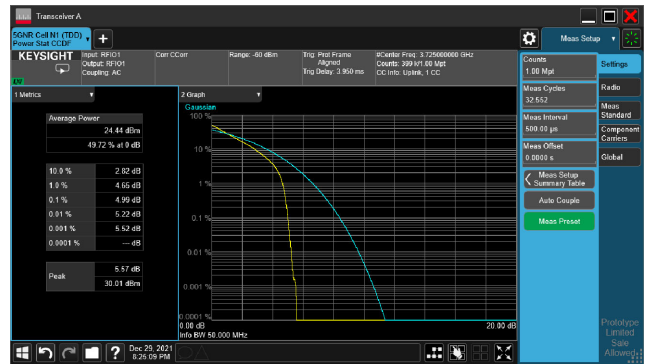 Transceiver A
5GNR Cell N1 (TDD)
Power Stat CCDF
Meas Setup
KEYSIGHT
Input: RFIO1
Output: RFIO1
Coupling: AC
Corr CCorr
Range: -60 dBm
Trig: Prot Frame
Aligned
Trig Delay: 3.950 ms
#Center Freq: 3.725000000 GHz
Counts: 399 k/1.00 Mpt
CC Info: Uplink, 1 CC
1 Metrics
2 Graph
Average Power
24.44 dBm
49.72 % at 0 dB
10.0 % 2.82 dB
1.0 % 4.65 dB
0.1 % 4.99 dB
0.01 % 5.22 dB
0.001 % 5.52 dB
0.0001 % --- dB
Peak
5.57 dB
30.01 dBm
Gaussian
100 %
10 %
1 %
0.1 %
0.01 %
0.001 %
0.0001 %
0.00 dB
20.00 dB
Info BW 50.000 MHz
Counts
1.00 Mpt
Meas Cycles
32.552
Meas Interval
500.00 µs
Meas Offset
0.0000 s
Meas Setup
Summary Table
Auto Couple
Meas Preset
Settings
Radio
Meas
Standard
Component
Carriers
Global
Prototype
Limited
Sale
Allowed
Dec 29, 2021
8:26:09 PM